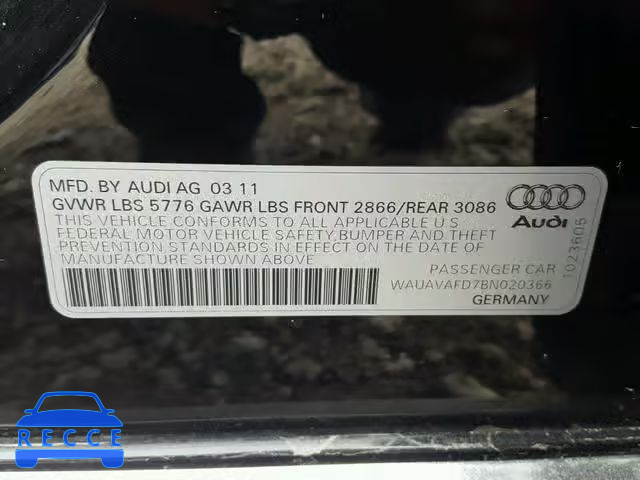 MFD. BY AUDI AG 03 11
GVWR LBS 5776 GAWR LBS FRONT 2866/REAR 3086
THIS VEHICLE CONFORMS TO ALL APPLICABLE U S
FEDERAL MOTOR VEHICLE SAFETY,BUMPER AND THEFT
PREVENTION STANDARDS IN EFFECT ON THE DATE OF
MANUFACTURE SHOWN ABOVE
Audi
1023605
PASSENGER CAR
WAUAVAFD7BN020366
GERMANY
RECCE